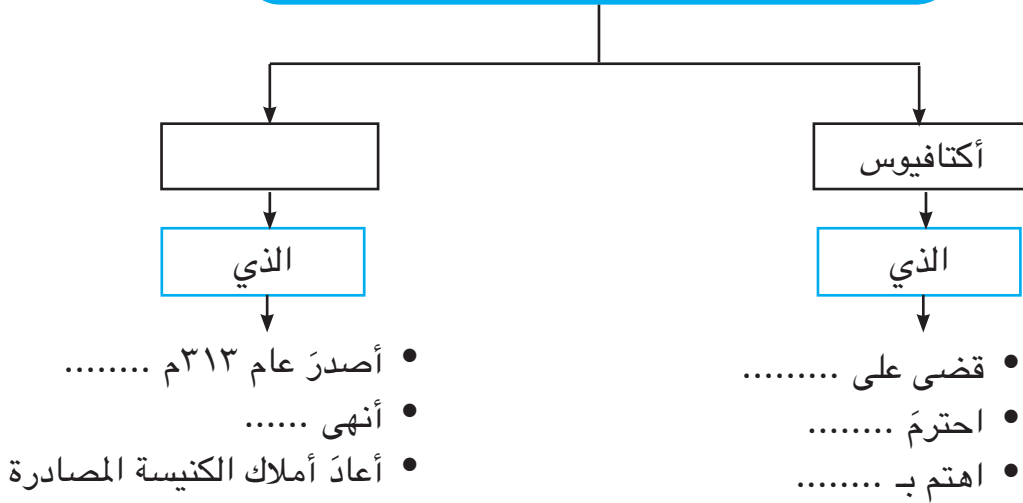 أكتافيوس
الذي
الذي
• قضى على .........
• احترمَ ........
• اهتم بـ ........
• أصدرَ عام ٣١٣م ........
• أنهى ......
• أعادَ أملاك الكنيسة المصادرة